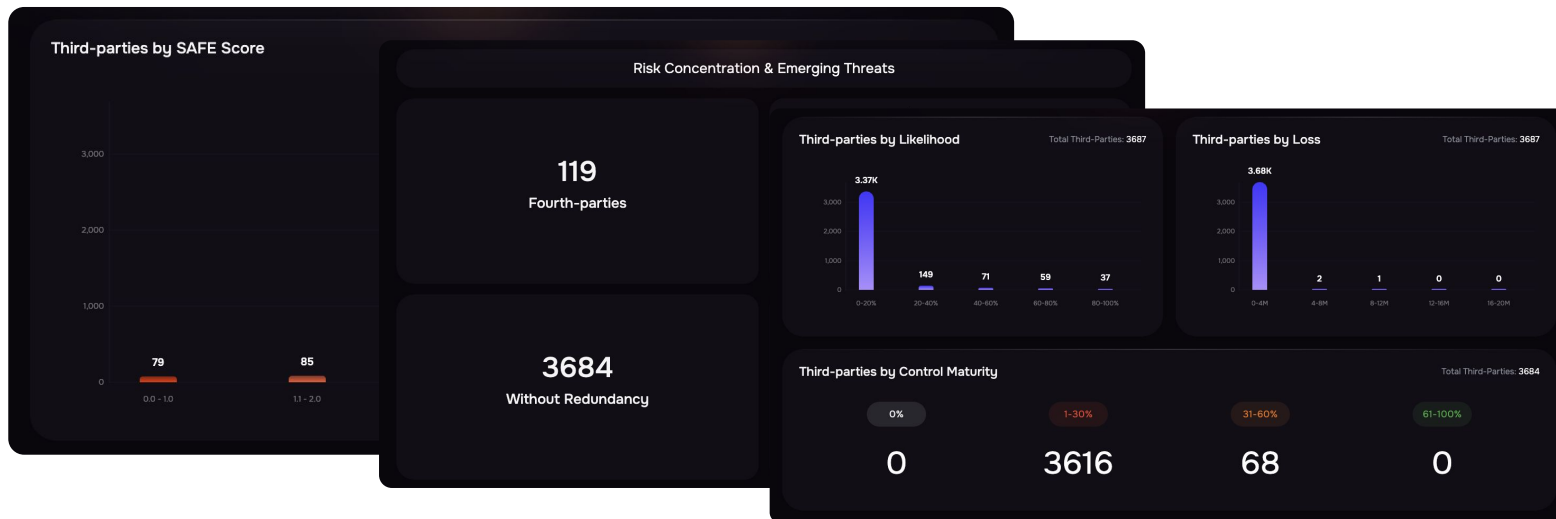 Third-parties by SAFE Score
3,000
2,000
1,000
0
79
85
0.0 - 1.0
1.1 - 2.0
Risk Concentration & Emerging Threats
119
Fourth-parties
3684
Without Redundancy
Third-parties by Likelihood
Total Third-Parties: 3687
3.37K
3,000
2,000
1,000
0
149
71
59
37
0-20%
20-40%
40-60%
60-80%
80-100%
Third-parties by Loss
Total Third-Parties: 3687
3.68K
3,000
2,000
1,000
0
2
1
0
0
0-4M
4-8M
8-12M
12-16M
16-20M
Third-parties by Control Maturity
Total Third-Parties: 3684
0%
1-30%
31-60%
61-100%
0
3616
68
0